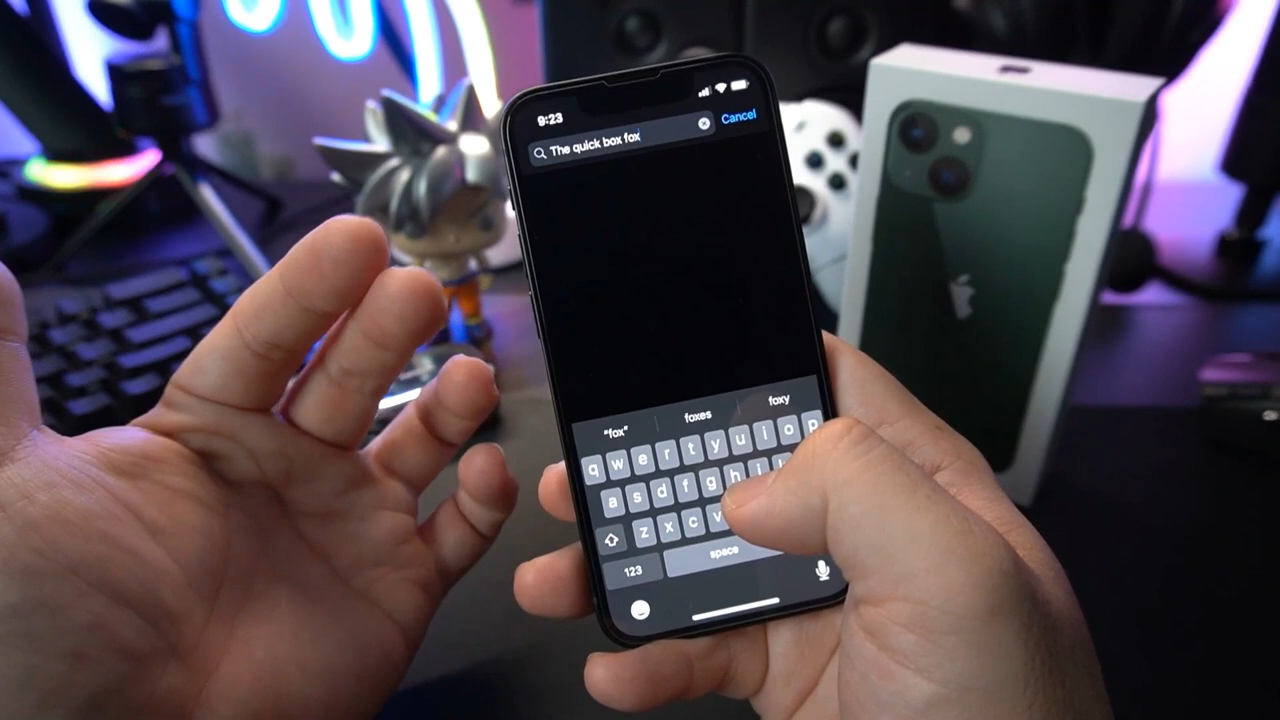 9:23
The quick box fox
Cancel
"fox" foxes foxy
q w e r t y u i o p
a s d f g h
z x c v
123 space